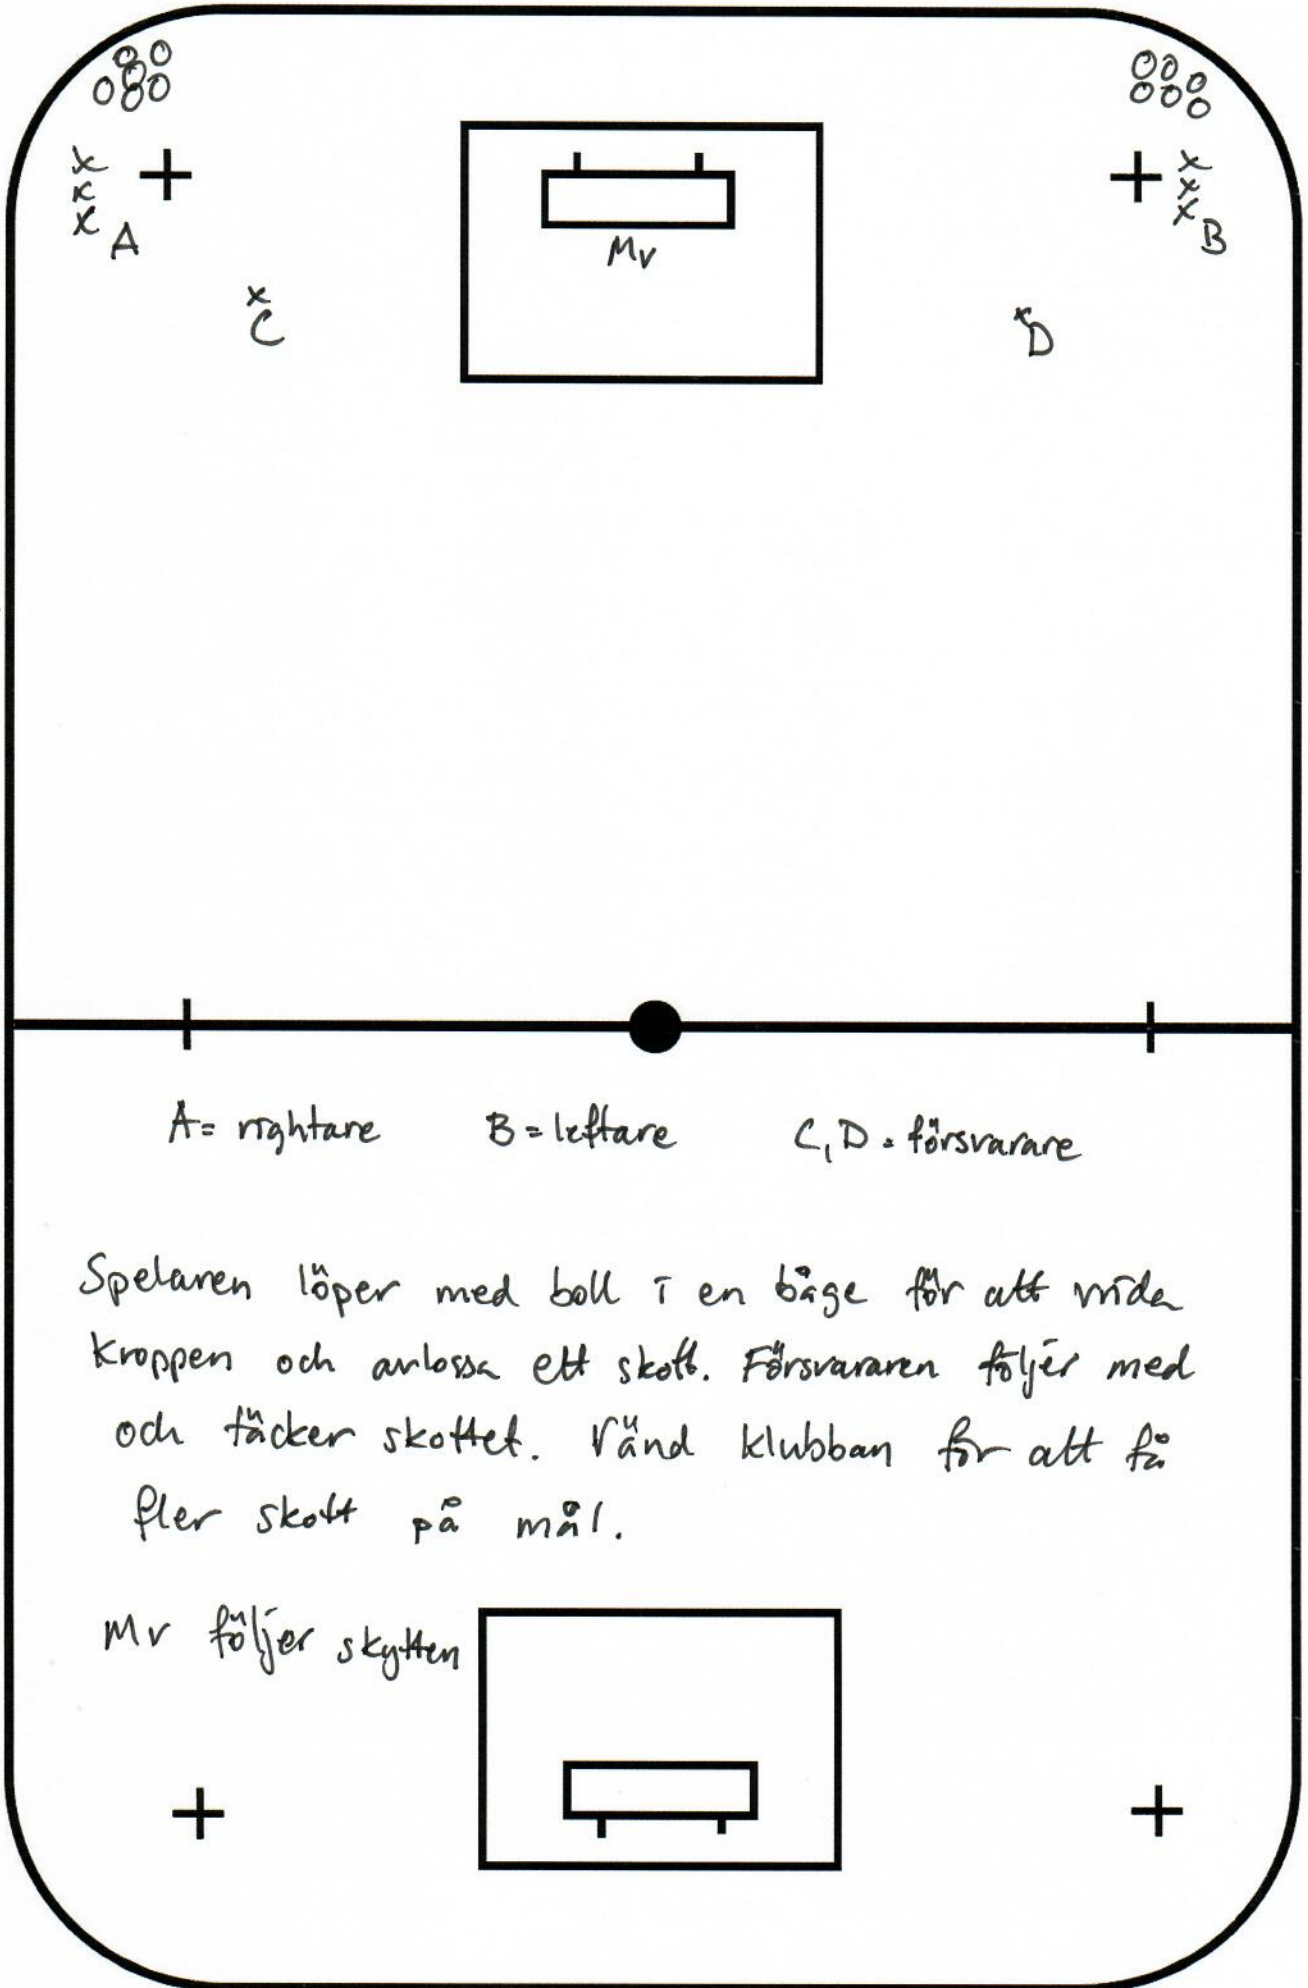 x
x
x
A
x
x
x
B
Mv
x
C
x
D
A= rightare B = leftare C, D = försvarare
Spelaren löper med boll i en båge för att vrida
kroppen och avlossa ett skott. Försvararen följer med
och täcker skottet. Vänd klubban för att få
fler skott på mål.
Mv följer skytten